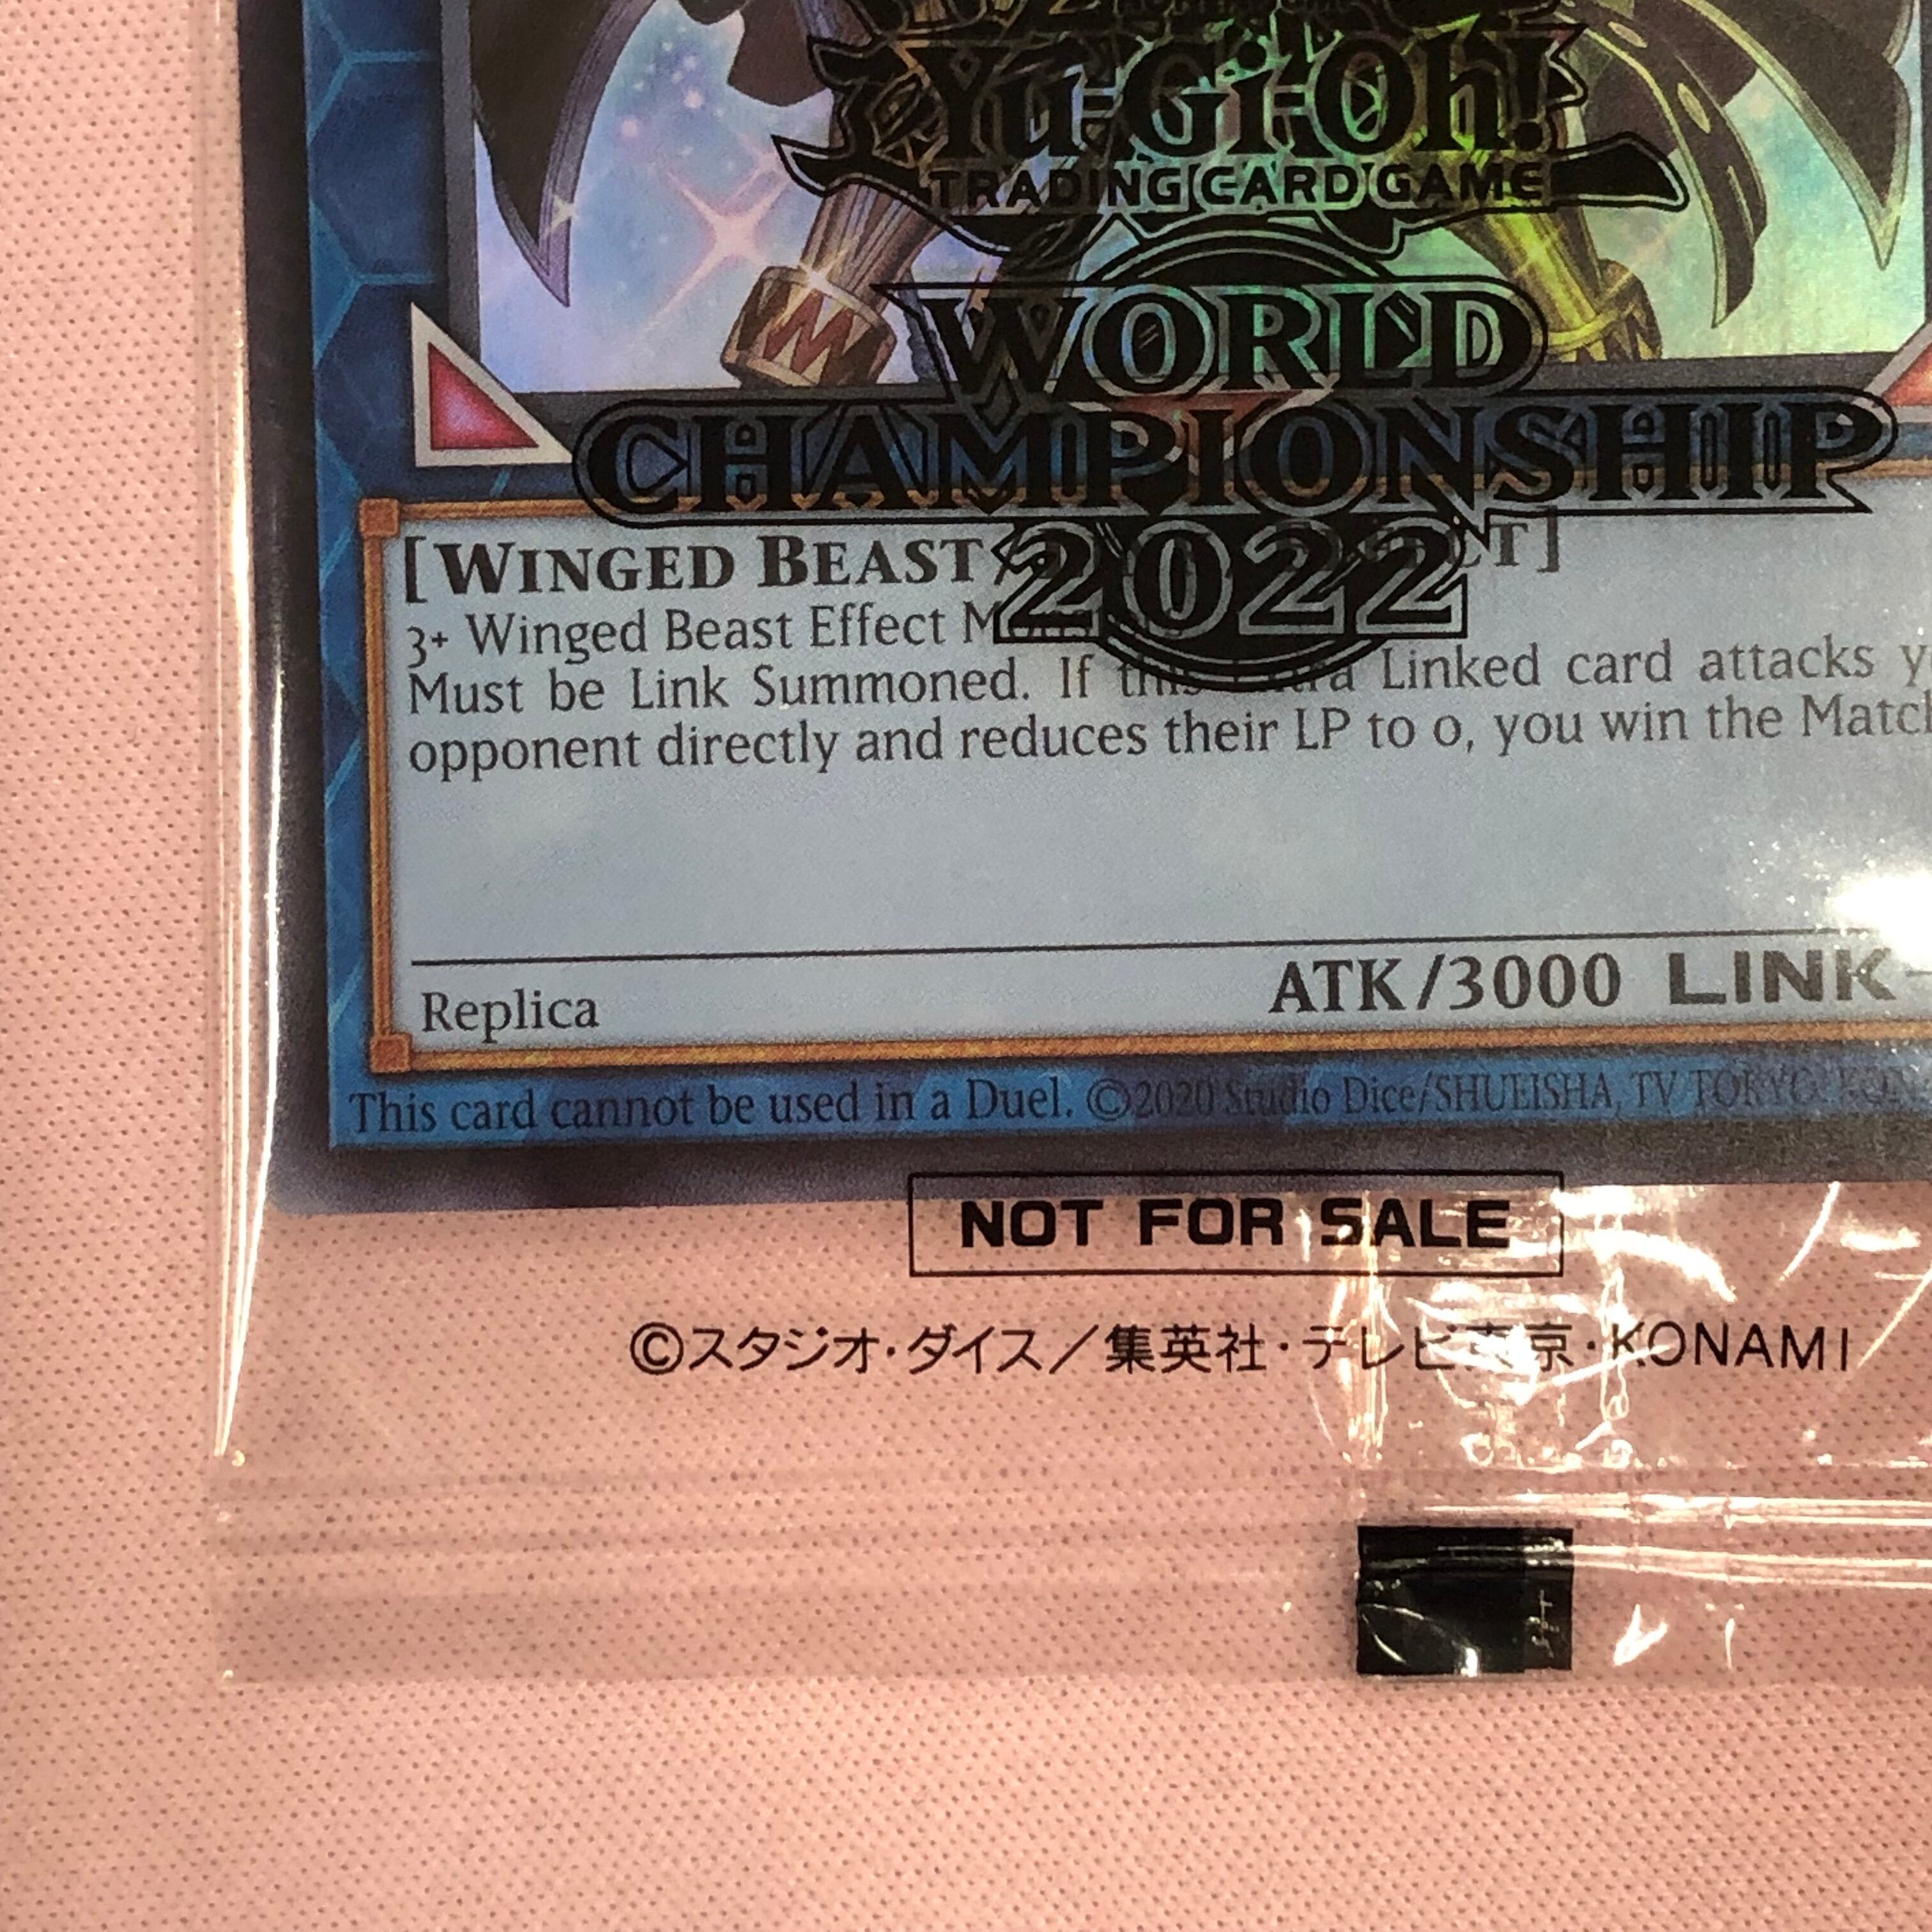 Yu-Gi-Oh!
TRADING CARD GAME
WORLD
CHAMPIONSHIP
2022
[WINGED BEAST/
3+ Winged Beast Effect
Must be Link Summoned. If this Extra Linked card attacks
opponent directly and reduces their LP to 0, you win the
Replica ATK/3000 LINK-
This card cannot be used in a Duel. ©2020 Studio Dice/SHUEISHA, TV TOKYO,
NOT FOR SALE
©スタジオ・ダイス／集英社・テレビ東京・KONAMI